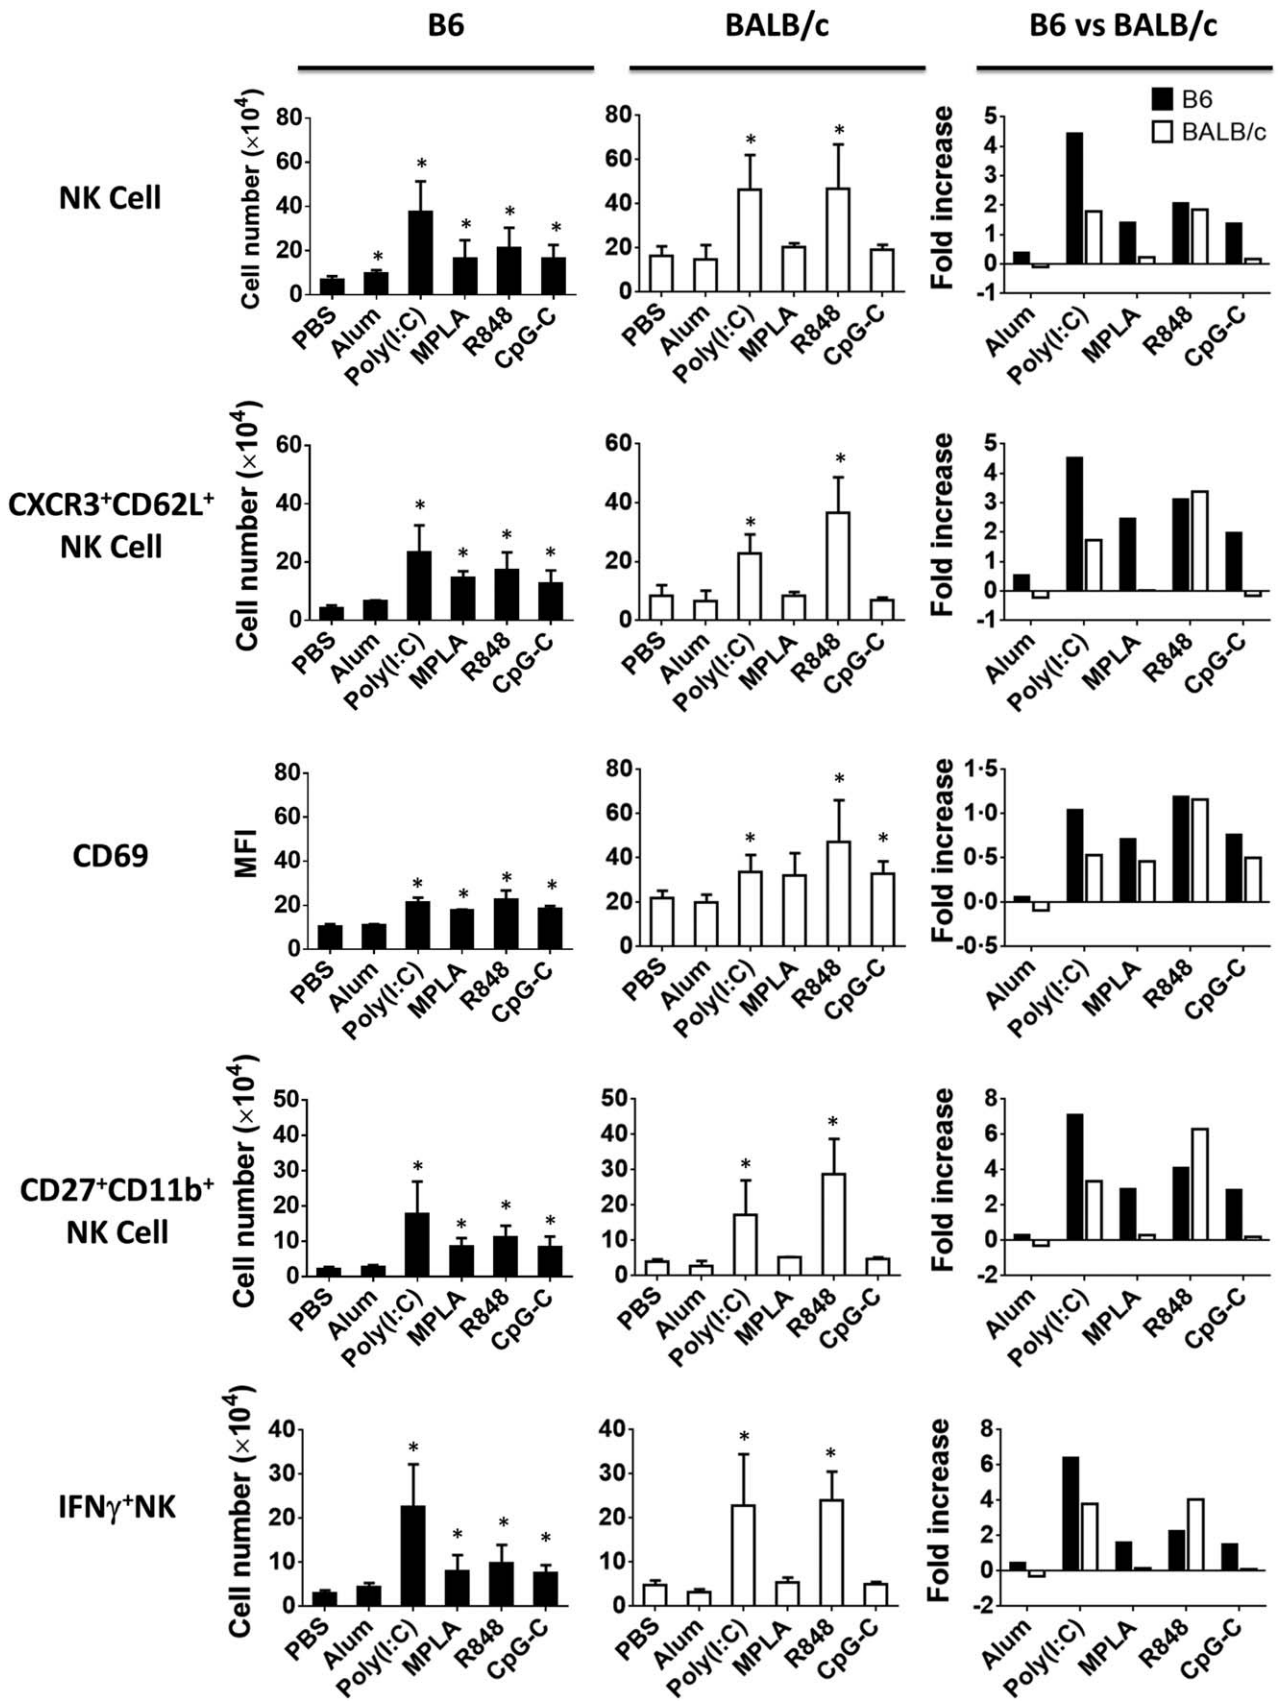 B6
BALB/c
B6 vs BALB/c
NK Cell
Cell number (×10⁴)
80
60
40
20
0
PBS
Alum
Poly(I:C)
MPLA
R848
CpG-C
*
*
*
*
*
80
60
40
20
0
PBS
Alum
Poly(I:C)
MPLA
R848
CpG-C
*
*
Fold increase
5
4
3
2
1
0
-1
Alum
Poly(I:C)
MPLA
R848
CpG-C
B6
BALB/c
CXCR3⁺CD62L⁺
NK Cell
Cell number (×10⁴)
60
40
20
0
PBS
Alum
Poly(I:C)
MPLA
R848
CpG-C
*
*
*
*
60
40
20
0
PBS
Alum
Poly(I:C)
MPLA
R848
CpG-C
*
*
Fold increase
5
4
3
2
1
0
-1
Alum
Poly(I:C)
MPLA
R848
CpG-C
CD69
MFI
80
60
40
20
0
PBS
Alum
Poly(I:C)
MPLA
R848
CpG-C
*
*
*
*
80
60
40
20
0
PBS
Alum
Poly(I:C)
MPLA
R848
CpG-C
*
*
*
Fold increase
1·5
1·0
0·5
0·0
-0·5
Alum
Poly(I:C)
MPLA
R848
CpG-C
CD27⁺CD11b⁺
NK Cell
Cell number (×10⁴)
50
40
30
20
10
0
PBS
Alum
Poly(I:C)
MPLA
R848
CpG-C
*
*
*
*
50
40
30
20
10
0
PBS
Alum
Poly(I:C)
MPLA
R848
CpG-C
*
*
Fold increase
8
6
4
2
0
-2
Alum
Poly(I:C)
MPLA
R848
CpG-C
IFNγ⁺NK
Cell number (×10⁴)
40
30
20
10
0
PBS
Alum
Poly(I:C)
MPLA
R848
CpG-C
*
*
*
*
40
30
20
10
0
PBS
Alum
Poly(I:C)
MPLA
R848
CpG-C
*
*
Fold increase
8
6
4
2
0
-2
Alum
Poly(I:C)
MPLA
R848
CpG-C